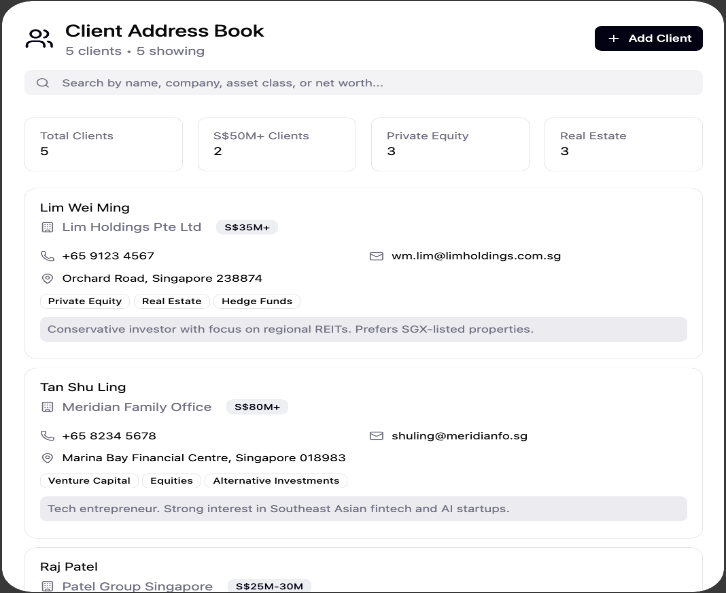 Client Address Book
5 clients • 5 showing
+ Add Client
Search by name, company, asset class, or net worth...
Total Clients
5
S$50M+ Clients
2
Private Equity
3
Real Estate
3
Lim Wei Ming
Lim Holdings Pte Ltd S$35M+
+65 9123 4567 wm.lim@limholdings.com.sg
Orchard Road, Singapore 238874
Private Equity Real Estate Hedge Funds
Conservative investor with focus on regional REITs. Prefers SGX-listed properties.
Tan Shu Ling
Meridian Family Office S$80M+
+65 8234 5678 shuling@meridianfo.sg
Marina Bay Financial Centre, Singapore 018983
Venture Capital Equities Alternative Investments
Tech entrepreneur. Strong interest in Southeast Asian fintech and AI startups.
Raj Patel
Patel Group Singapore S$25M-30M